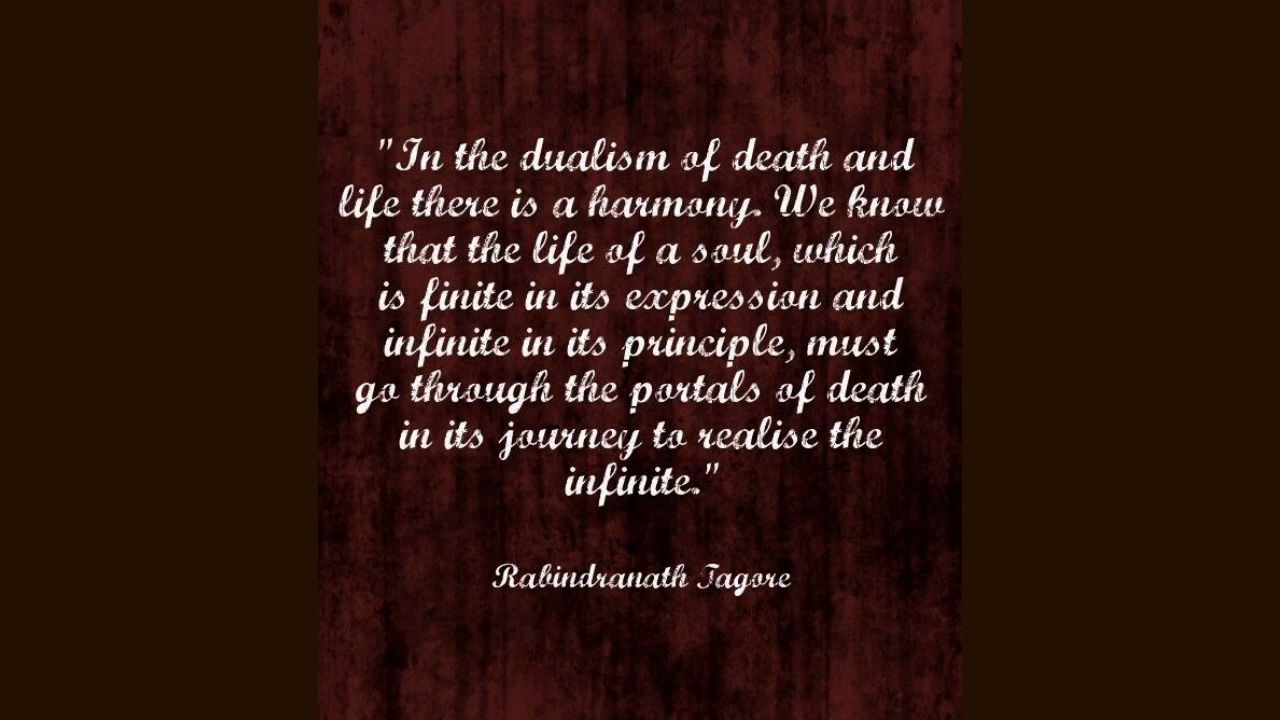 "In the dualism of death and
life there is a harmony. We know
that the life of a soul, which
is finite in its expression and
infinite in its principle, must
go through the portals of death
in its journey to realise the
infinite."
Rabindranath Tagore